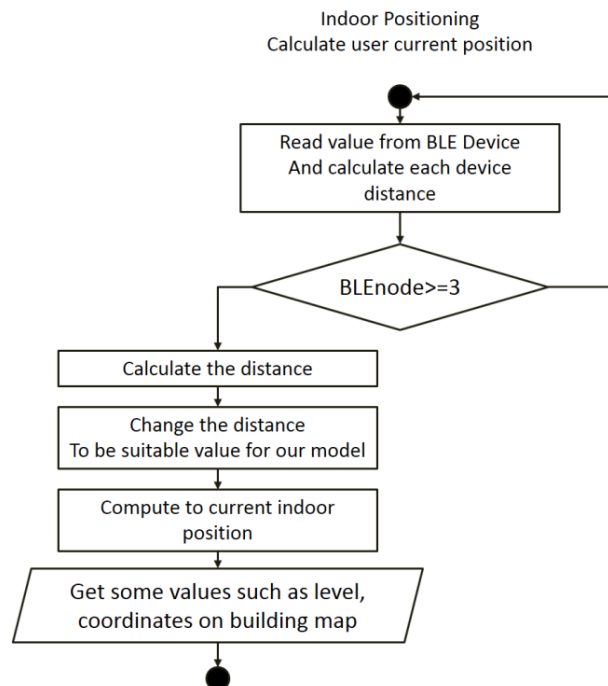 Indoor Positioning
Calculate user current position
Read value from BLE Device
And calculate each device
distance
BLEnode>=3
Calculate the distance
Change the distance
To be suitable value for our model
Compute to current indoor
position
Get some values such as level,
coordinates on building map